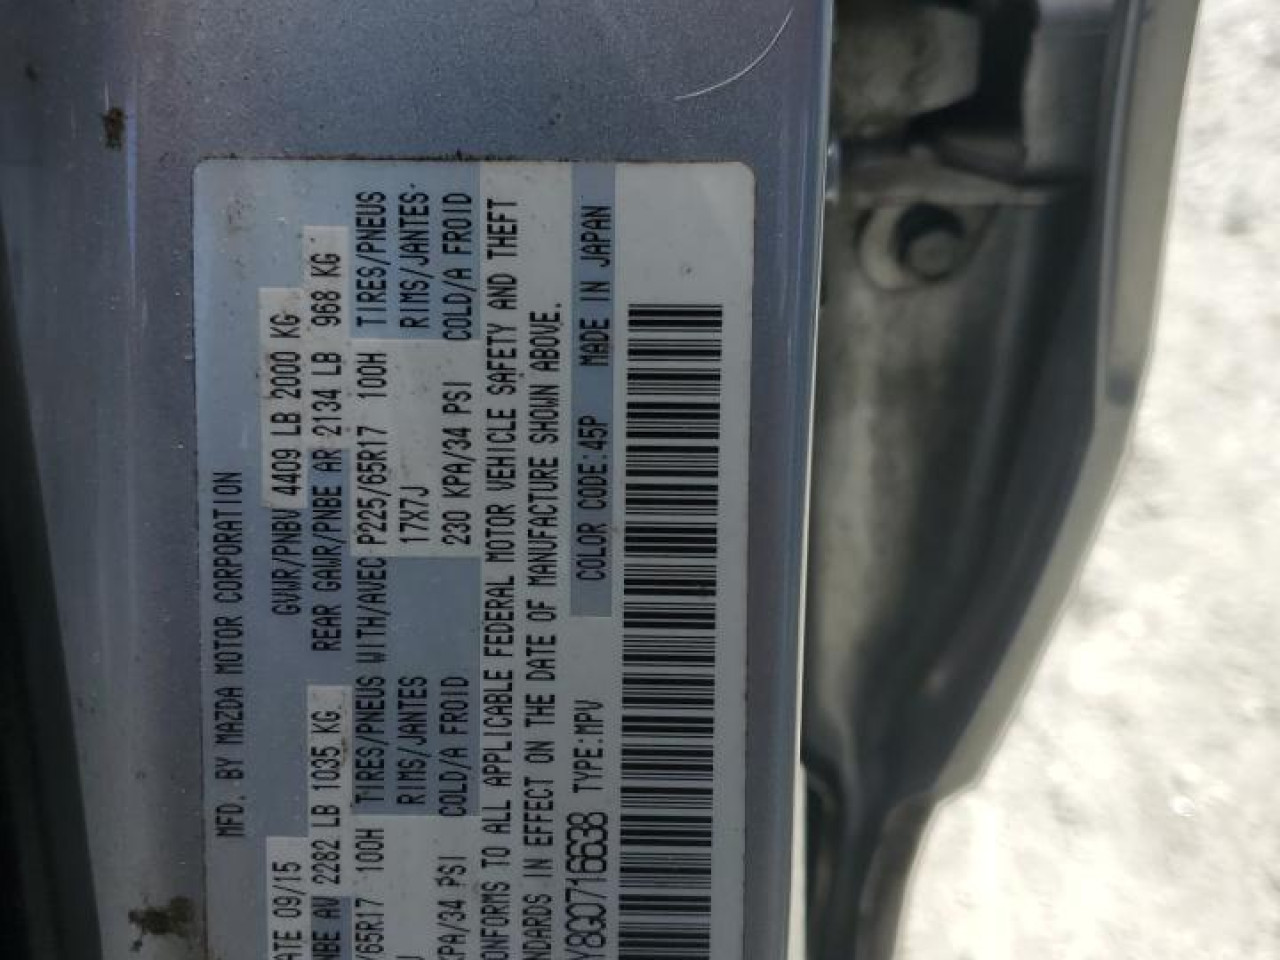 MFD. BY MAZDA MOTOR CORPORATION
ATE 09/15 GVWR/PNBV 4409 LB 2000 KG
NBE AV 2282 LB 1035 KG REAR GAWR/PNBE AR 2134 LB 968 KG
/65R17 100H TIRES/PNEUS WITH/AVEC P225/65R17 100H TIRES/PNEUS
J RIMS/JANTES 17X7J RIMS/JANTES
KPA/34 PSI COLD/A FROID 230 KPA/34 PSI COLD/A FROID
ONFORMS TO ALL APPLICABLE FEDERAL MOTOR VEHICLE SAFETY AND THEFT
NDARDS IN EFFECT ON THE DATE OF MANUFACTURE SHOWN ABOVE.
Y8G0716638 TYPE:MPV COLOR CODE:45P MADE IN JAPAN